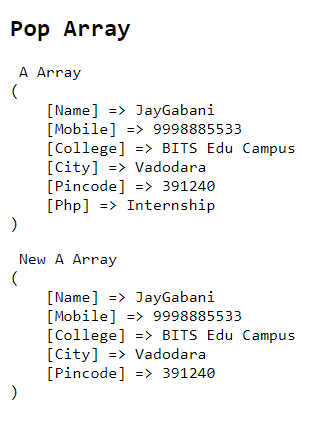 Pop Array
A Array
(
[Name] => JayGabani
[Mobile] => 9998885533
[College] => BITS Edu Campus
[City] => Vadodara
[Pincode] => 391240
[Php] => Internship
)
New A Array
(
[Name] => JayGabani
[Mobile] => 9998885533
[College] => BITS Edu Campus
[City] => Vadodara
[Pincode] => 391240
)